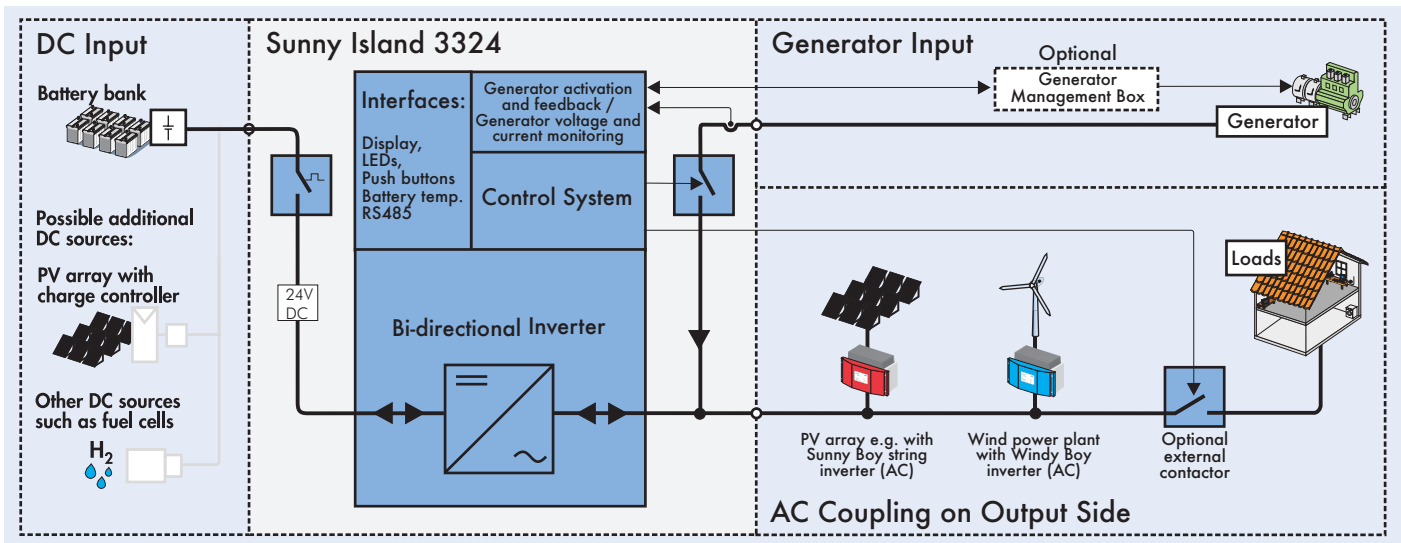 DC Input
Battery bank
Possible additional
DC sources:
PV array with
charge controller
Other DC sources
such as fuel cells
H2
Sunny Island 3324
Interfaces:
Display,
LEDs,
Push buttons
Battery temp.
RS485
Generator activation
and feedback /
Generator voltage and
current monitoring
Control System
24V
DC
Bi-directional Inverter
Generator Input
Optional
Generator
Management Box
Generator
Loads
PV array e.g. with
Sunny Boy string
inverter (AC)
Wind power plant
with Windy Boy
inverter (AC)
Optional
external
contactor
AC Coupling on Output Side